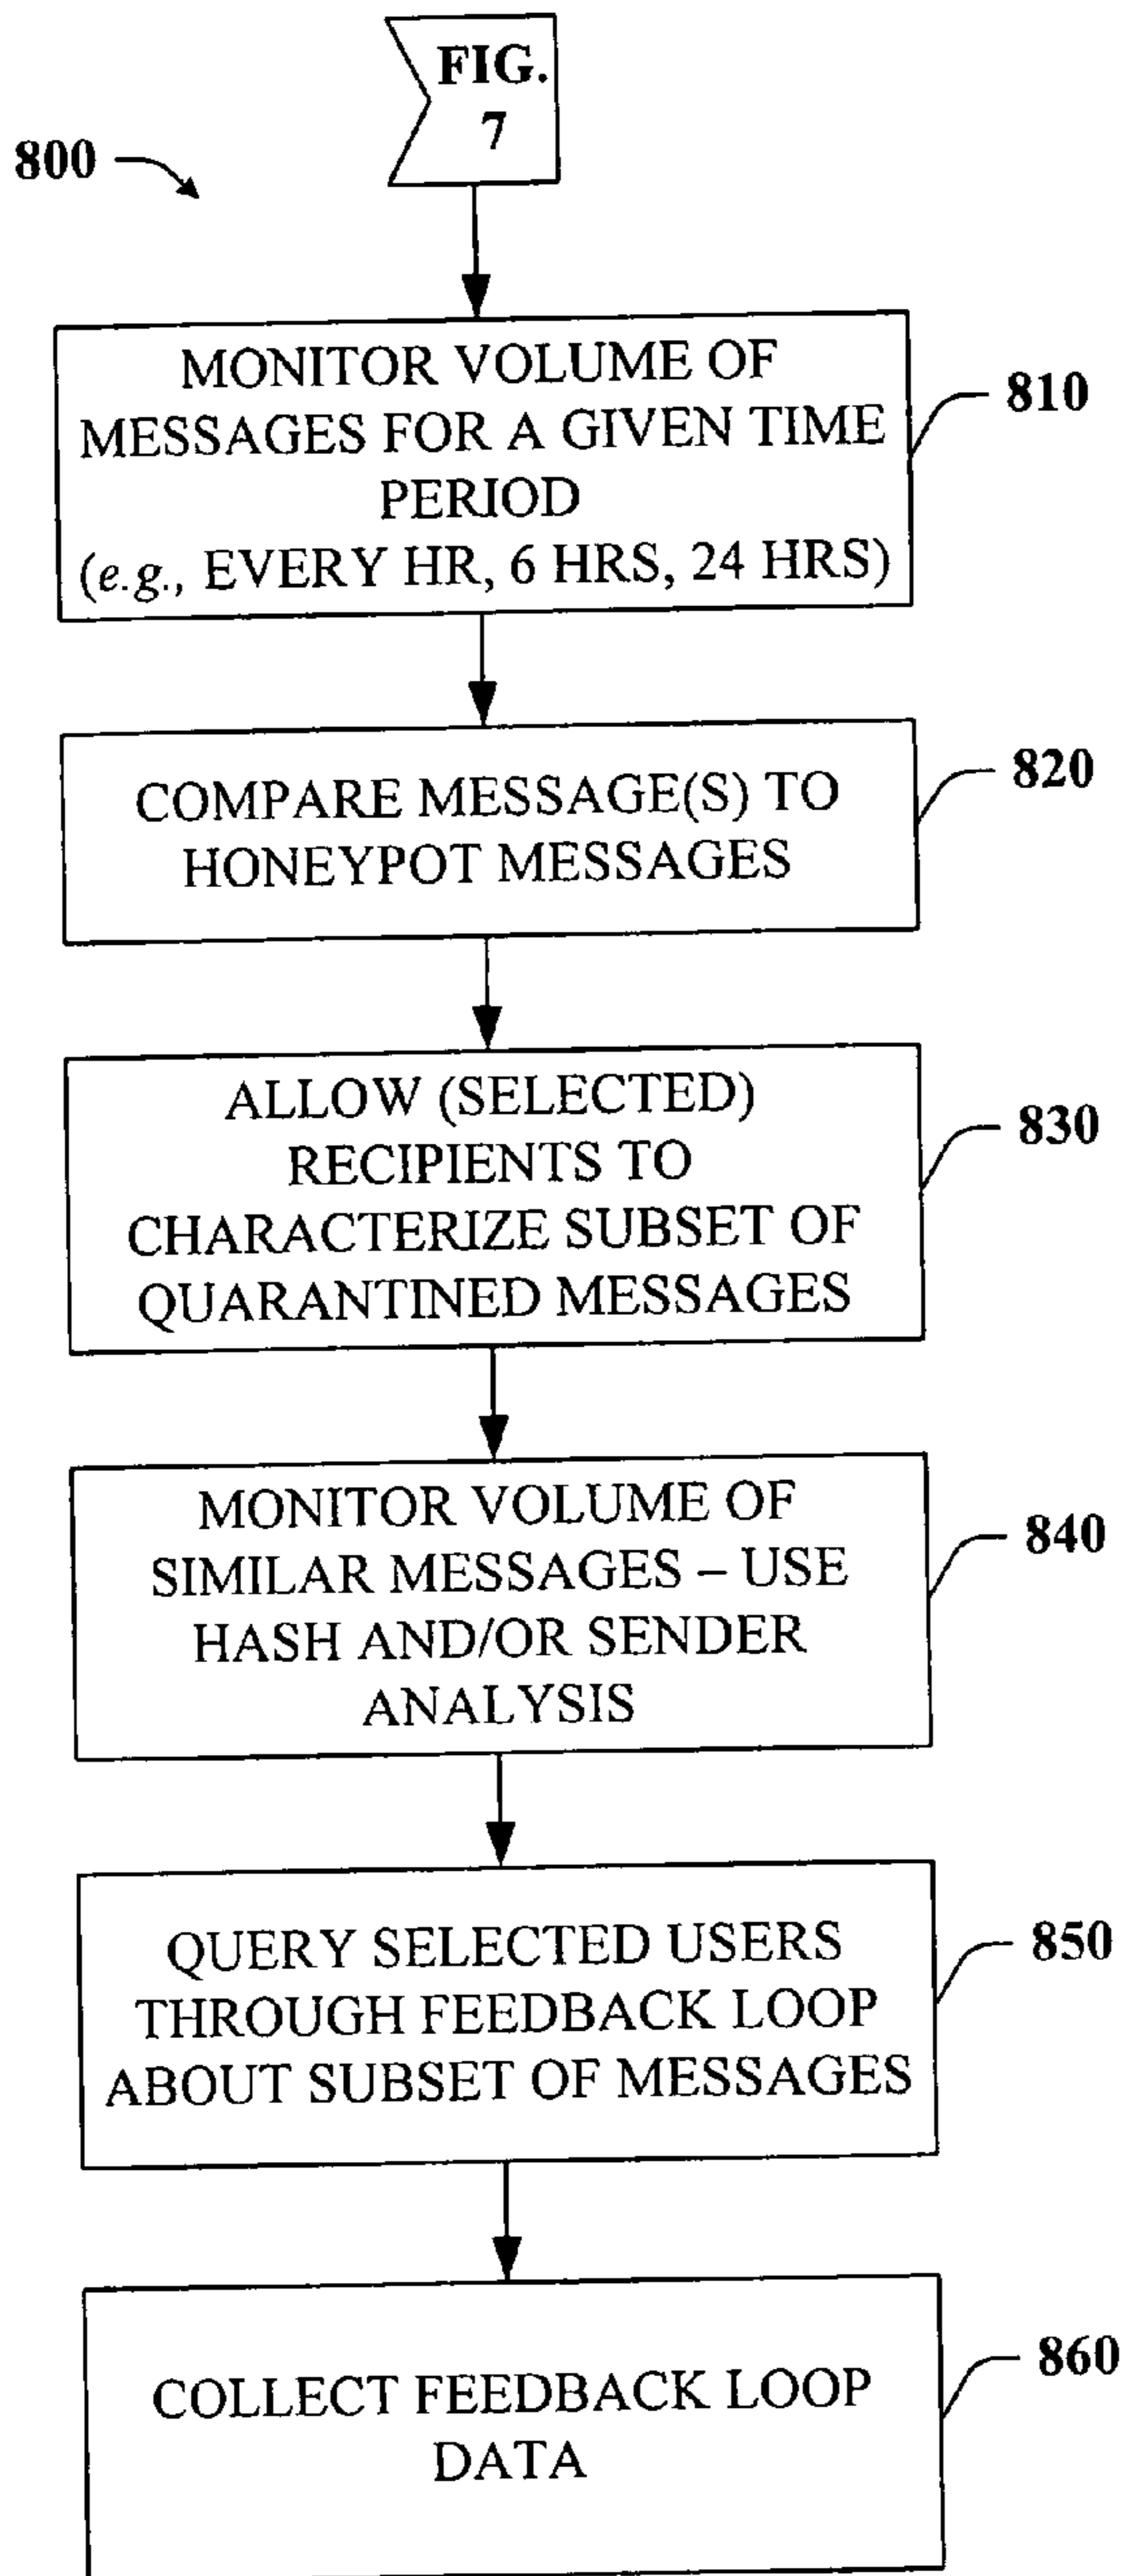 FIG.
7
800
MONITOR VOLUME OF
MESSAGES FOR A GIVEN TIME
PERIOD
(e.g., EVERY HR, 6 HRS, 24 HRS)
810
COMPARE MESSAGE(S) TO
HONEYPOT MESSAGES
820
ALLOW (SELECTED)
RECIPIENTS TO
CHARACTERIZE SUBSET OF
QUARANTINED MESSAGES
830
MONITOR VOLUME OF
SIMILAR MESSAGES – USE
HASH AND/OR SENDER
ANALYSIS
840
QUERY SELECTED USERS
THROUGH FEEDBACK LOOP
ABOUT SUBSET OF MESSAGES
850
COLLECT FEEDBACK LOOP
DATA
860